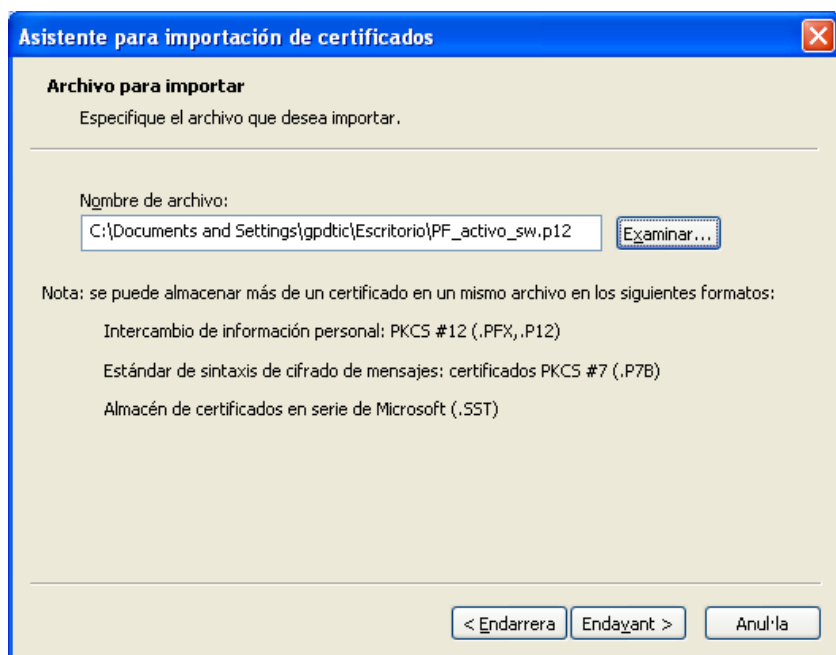 Asistente para importación de certificados
Archivo para importar
Especifique el archivo que desea importar.
Nombre de archivo:
C:\Documents and Settings\gpdtic\Escritorio\PF_activo_sw.p12
Examinar...
Nota: se puede almacenar más de un certificado en un mismo archivo en los siguientes formatos:
Intercambio de información personal: PKCS #12 (.PFX,.P12)
Estándar de sintaxis de cifrado de mensajes: certificados PKCS #7 (.P7B)
Almacén de certificados en serie de Microsoft (.SST)
< Endarrera Endavant > Anul·la